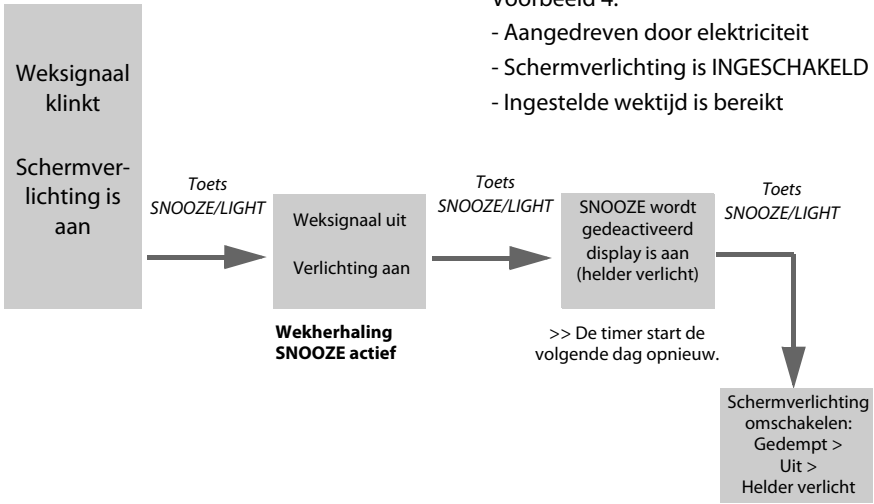 Voorbeeld 4:
- Aangedreven door elektriciteit
- Schermverlichting is INGESCHAKELD
- Ingestelde wektijd is bereikt
Weksignaal
klinkt
Schermver-
lichting is
aan
Toets
SNOOZE/LIGHT
Weksignaal uit
Verlichting aan
Wekherhaling
SNOOZE actief
Toets
SNOOZE/LIGHT
SNOOZE wordt
gedeactiveerd
display is aan
(helder verlicht)
>> De timer start de
volgende dag opnieuw.
Toets
SNOOZE/LIGHT
Schermverlichting
omschakelen:
Gedempt >
Uit >
Helder verlicht